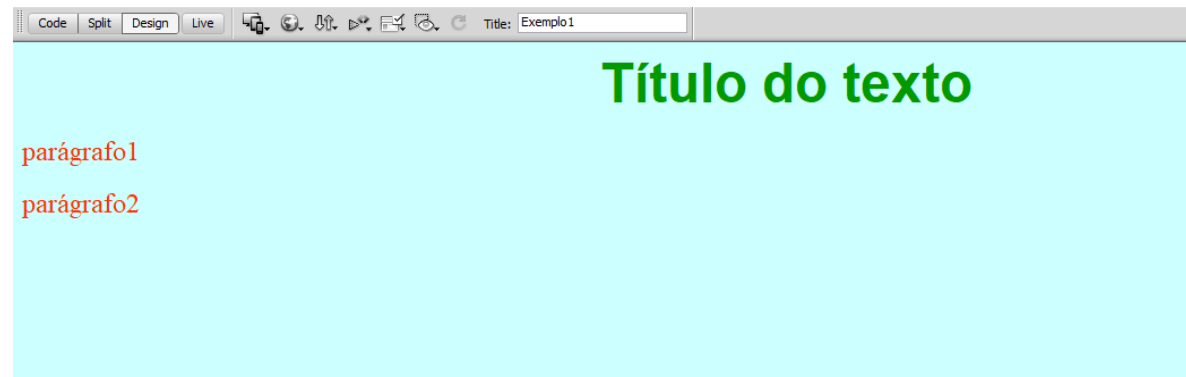 Code Split Design Live Title: Exemplo1
Título do texto
parágrafo1
parágrafo2